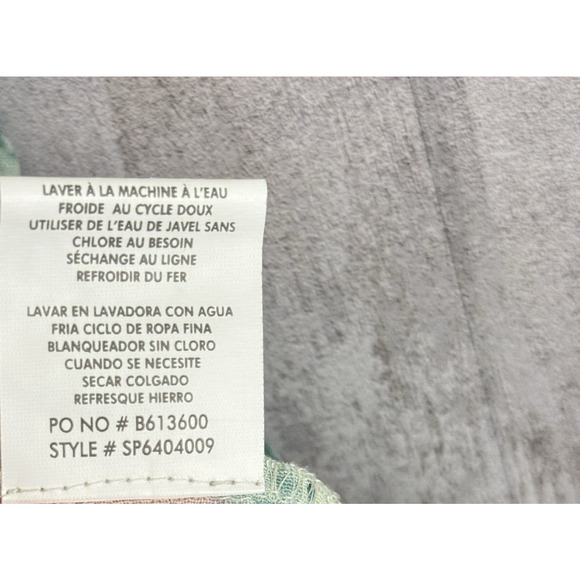 LAVER À LA MACHINE À L'EAU
FROIDE AU CYCLE DOUX
UTILISER DE L'EAU DE JAVEL SANS
CHLORE AU BESOIN
SÉCHANGE AU LIGNE
REFROIDIR DU FER
LAVAR EN LAVADORA CON AGUA
FRIA CICLO DE ROPA FINA
BLANQUEADOR SIN CLORO
CUANDO SE NECESITE
SECAR COLGADO
REFRESQUE HIERRO
PO NO # B613600
STYLE # SP6404009